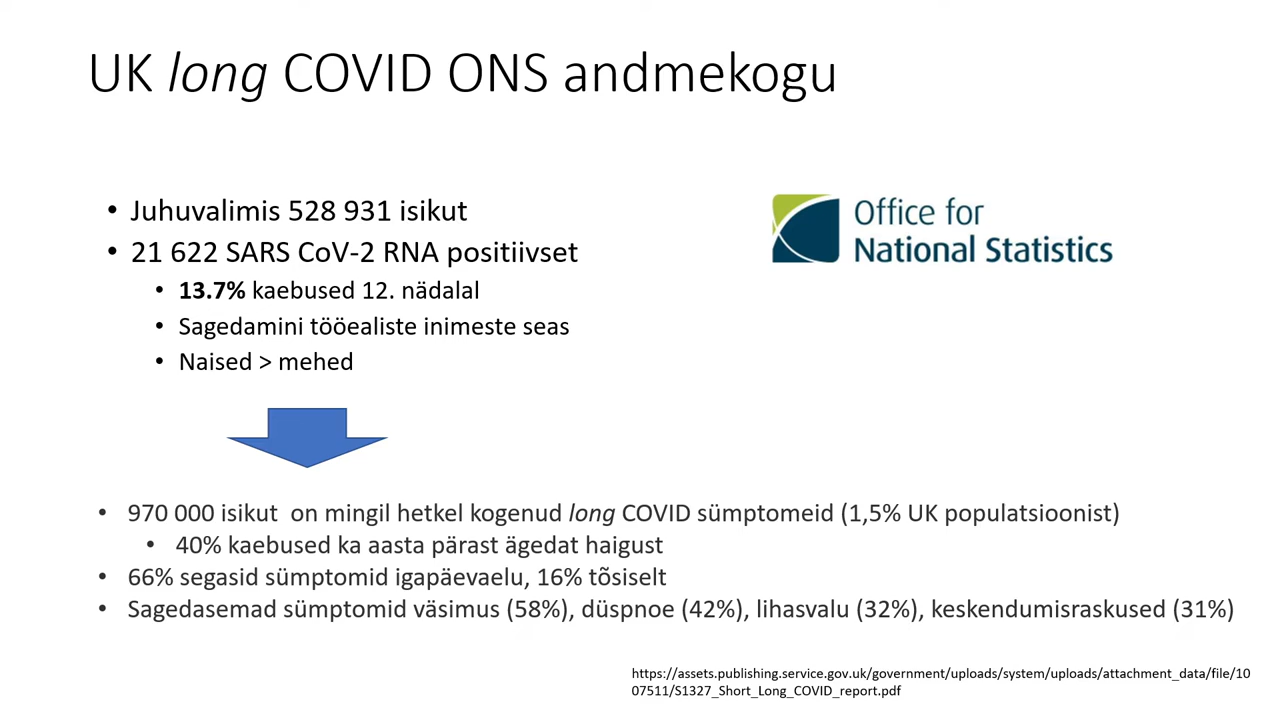 UK long COVID ONS andmekogu
• Juhuvalimis 528 931 isikut
• 21 622 SARS CoV-2 RNA positiivset
• 13.7% kaebused 12. nädalal
• Sagedamini tööealiste inimeste seas
• Naised > mehed
Office for
National Statistics
• 970 000 isikut on mingil hetkel kogenud long COVID sümptomeid (1,5% UK populatsioonist)
• 40% kaebused ka aasta pärast ägedat haigust
• 66% segasid sümptomid igapäevaelu, 16% tõsiselt
• Sagedasemad sümptomid väsimus (58%), düspnoe (42%), lihasvalu (32%), keskendumisraskused (31%)
https://assets.publishing.service.gov.uk/government/uploads/system/uploads/attachment_data/file/10
07511/S1327_Short_Long_COVID_report.pdf